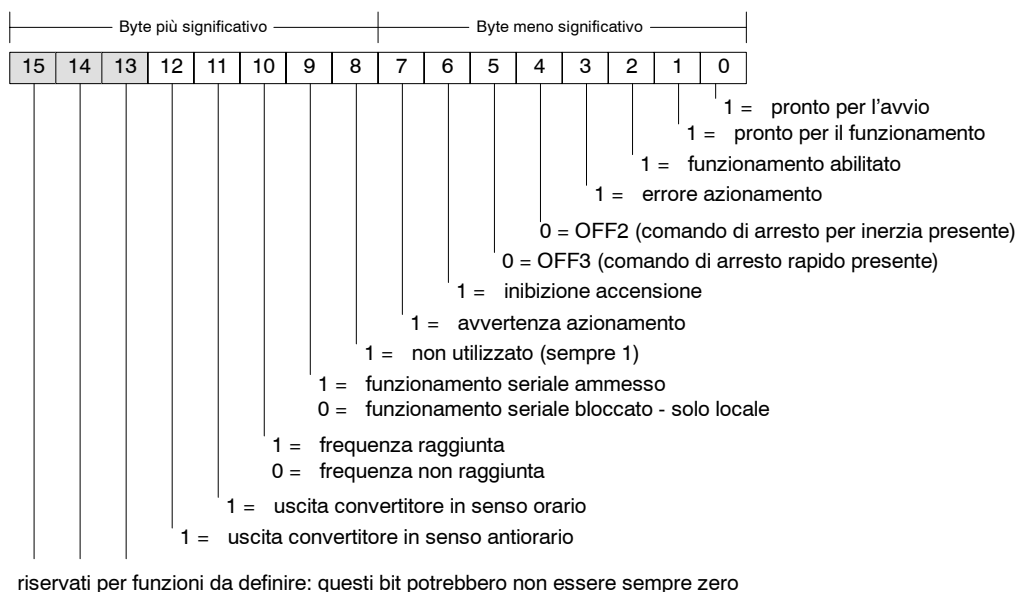 Byte più significativo Byte meno significativo
15 14 13 12 11 10 9 8 7 6 5 4 3 2 1 0
1 = pronto per l'avvio
1 = pronto per il funzionamento
1 = funzionamento abilitato
1 = errore azionamento
0 = OFF2 (comando di arresto per inerzia presente)
0 = OFF3 (comando di arresto rapido presente)
1 = inibizione accensione
1 = avvertenza azionamento
1 = non utilizzato (sempre 1)
1 = funzionamento seriale ammesso
0 = funzionamento seriale bloccato - solo locale
1 = frequenza raggiunta
0 = frequenza non raggiunta
1 = uscita convertitore in senso orario
1 = uscita convertitore in senso antiorario
riservati per funzioni da definire: questi bit potrebbero non essere sempre zero